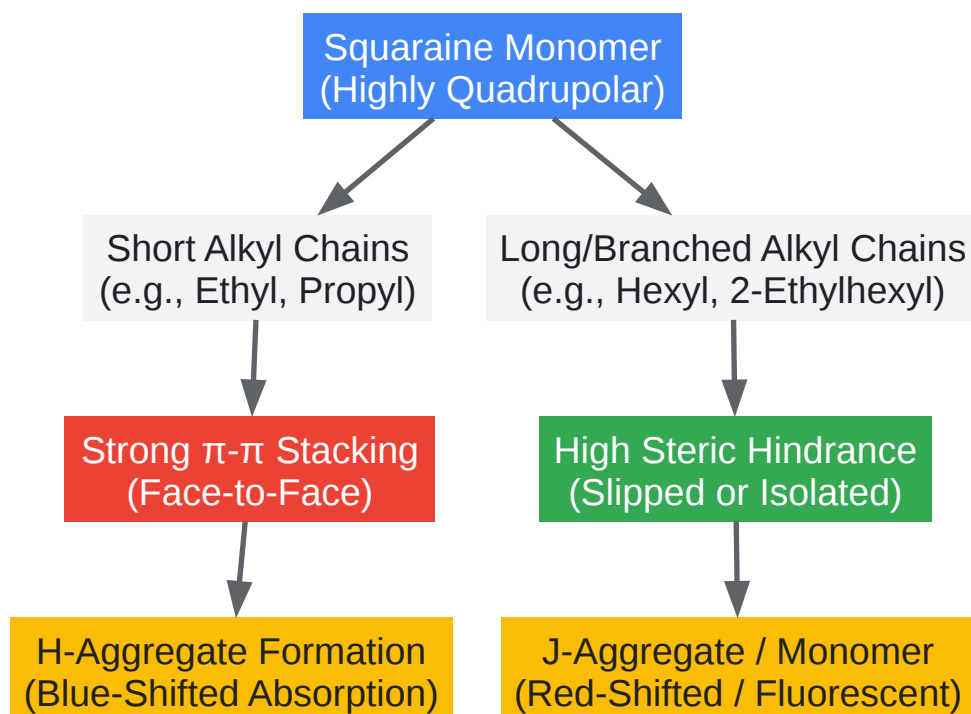 Squaraine Monomer
(Highly Quadrupolar)
Short Alkyl Chains
(e.g., Ethyl, Propyl)
Long/Branched Alkyl Chains
(e.g., Hexyl, 2-Ethylhexyl)
Strong π-π Stacking
(Face-to-Face)
High Steric Hindrance
(Slipped or Isolated)
H-Aggregate Formation
(Blue-Shifted Absorption)
J-Aggregate / Monomer
(Red-Shifted / Fluorescent)